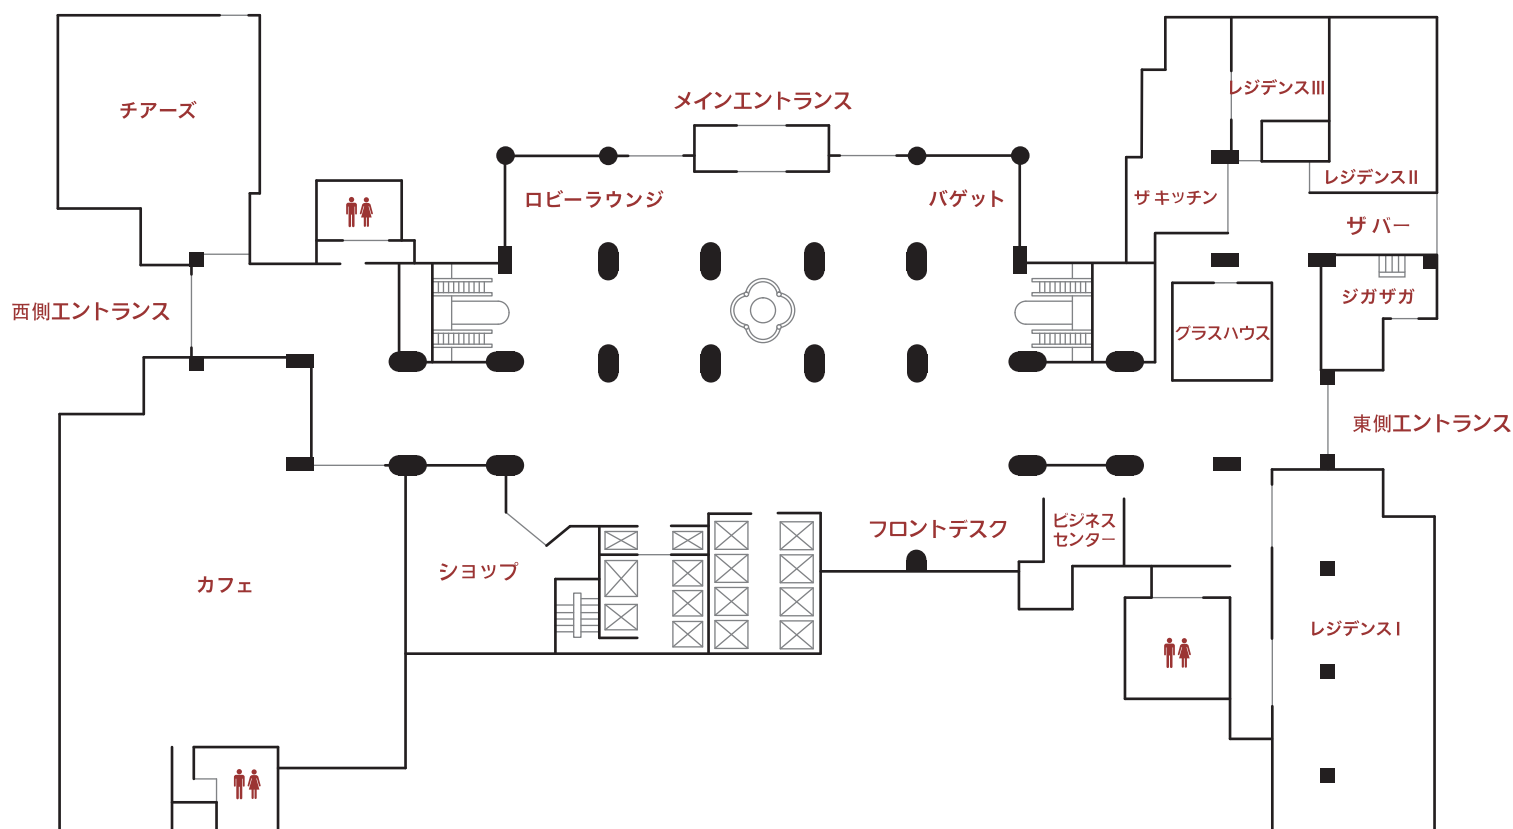 チアーズ
メインエントランス
レジデンスIII
ロビーラウンジ
バゲット
ザ キッチン
レジデンスII
ザ バー
西側エントランス
ジガザガ
グラスハウス
東側エントランス
フロントデスク
ビジネス
センター
ショップ
カフェ
レジデンス I